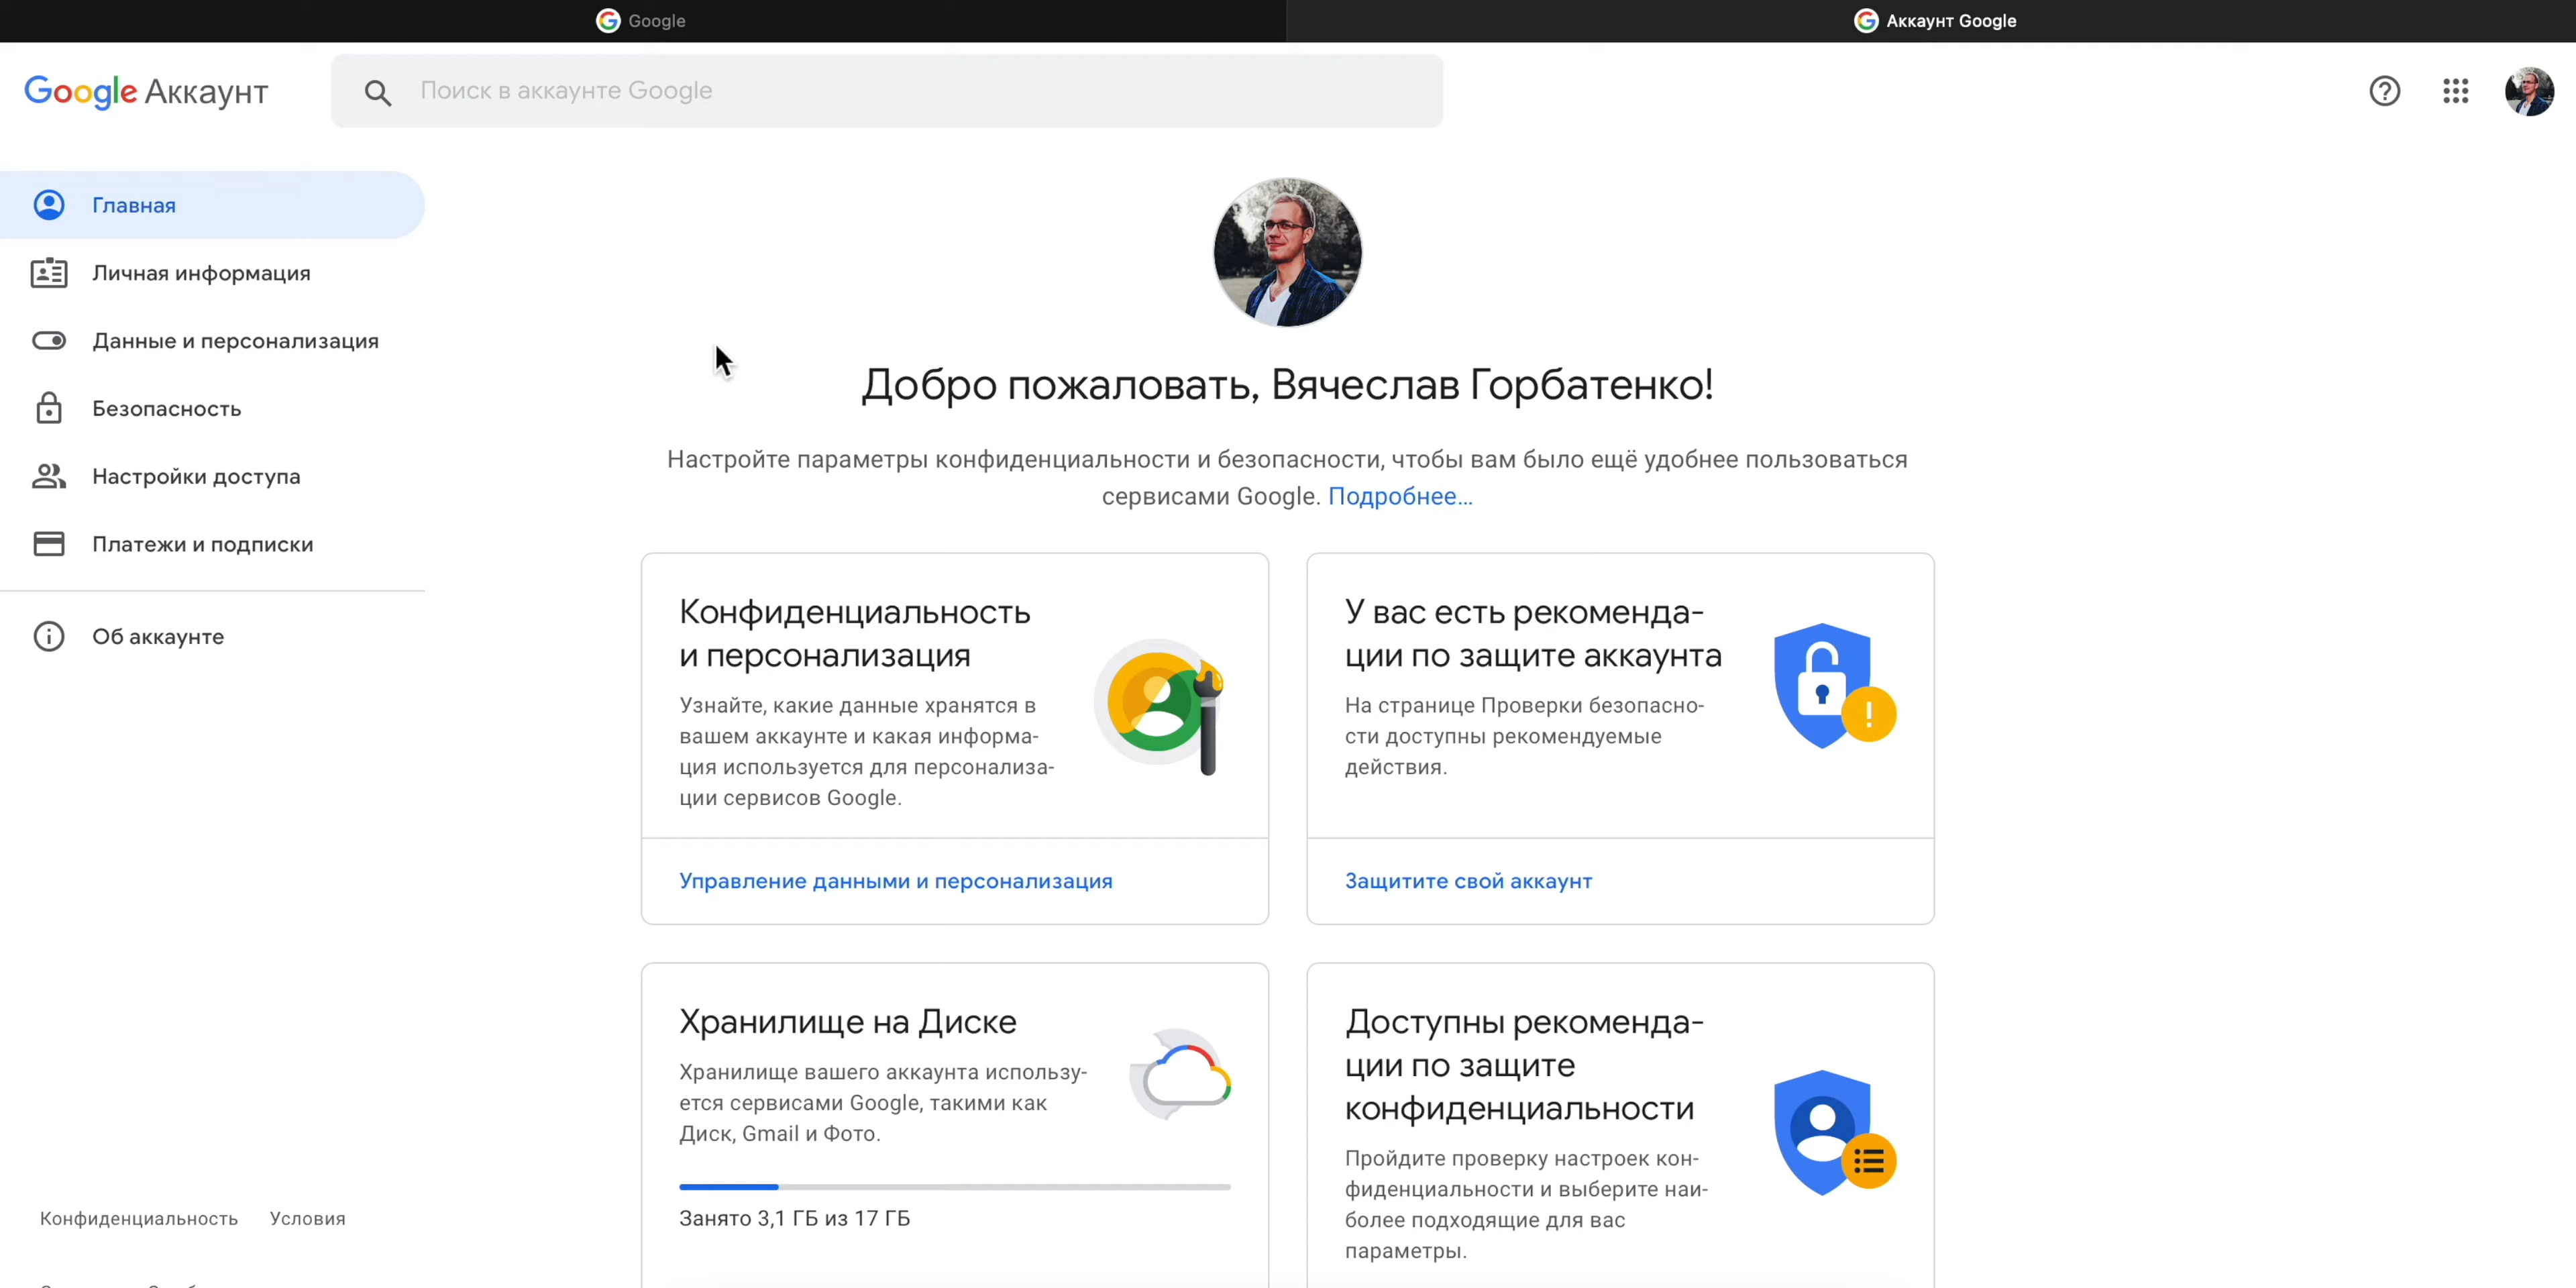 Google
Аккаунт Google
Google Аккаунт
Поиск в аккаунте Google
Главная
Личная информация
Данные и персонализация
Безопасность
Настройки доступа
Платежи и подписки
Об аккаунте
Добро пожаловать, Вячеслав Горбатенко!
Настройте параметры конфиденциальности и безопасности, чтобы вам было ещё удобнее пользоваться
сервисами Google. Подробнее...
Конфиденциальность
и персонализация
Узнайте, какие данные хранятся в
вашем аккаунте и какая информа-
ция используется для персонализа-
ции сервисов Google.
Управление данными и персонализация
У вас есть рекоменда-
ции по защите аккаунта
На странице Проверки безопасно-
сти доступны рекомендуемые
действия.
Защитите свой аккаунт
Хранилище на Диске
Хранилище вашего аккаунта использу-
ется сервисами Google, такими как
Диск, Gmail и Фото.
Занято 3,1 ГБ из 17 ГБ
Доступны рекоменда-
ции по защите
конфиденциальности
Пройдите проверку настроек кон-
фиденциальности и выберите наи-
более подходящие для вас
параметры.
Конфиденциальность Условия